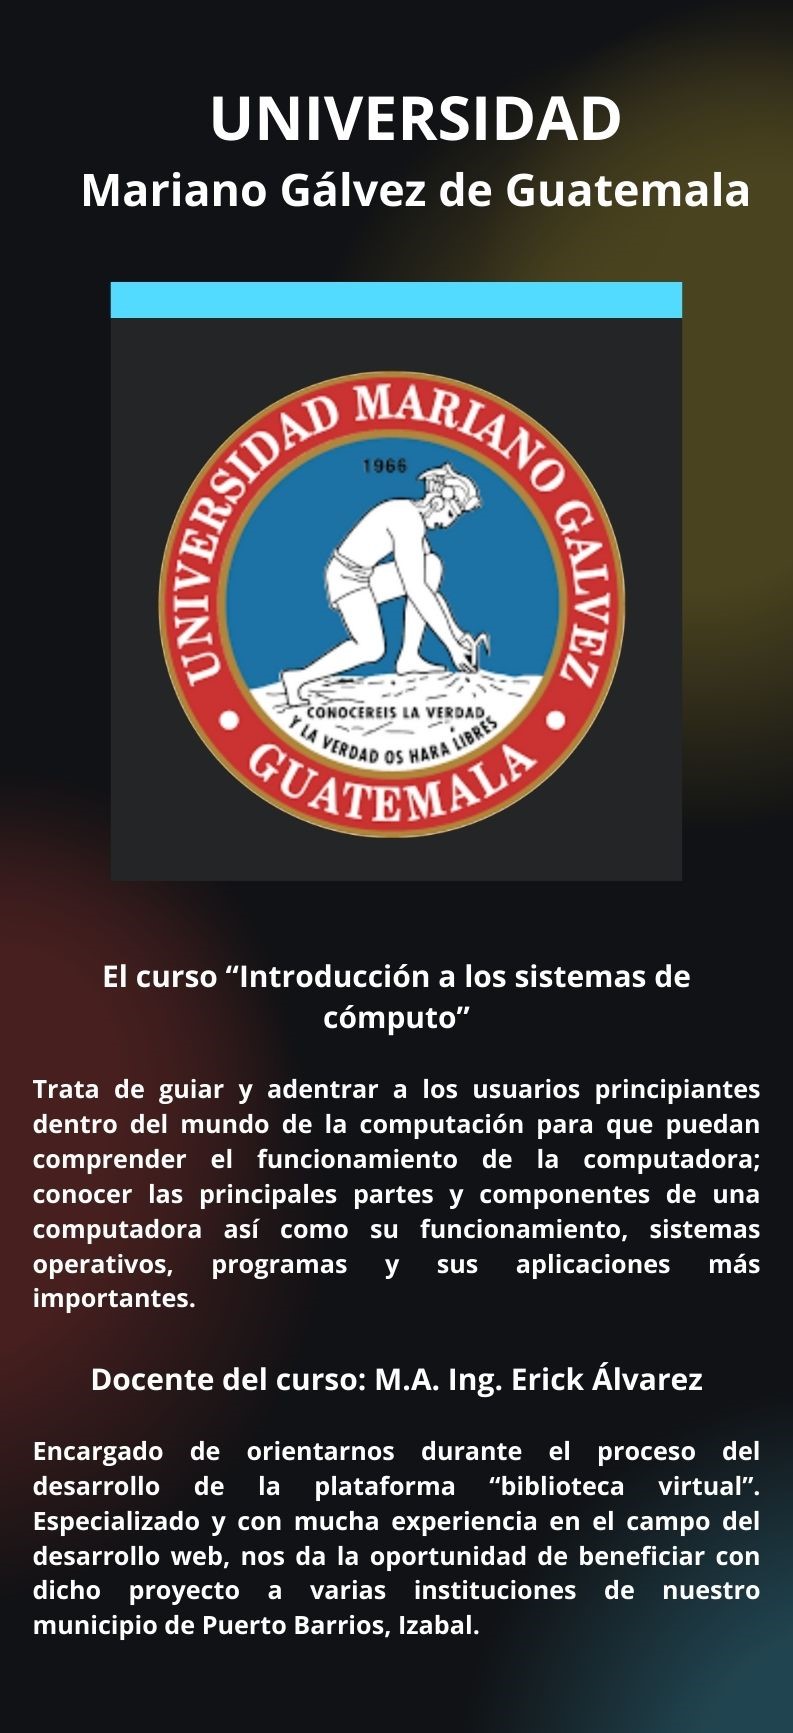 UNIVERSIDAD
Mariano Gálvez de Guatemala
UNIVERSIDAD MARIANO GALVEZ
1966
CONOCEREIS LA VERDAD
Y LA VERDAD OS HARA LIBRES
GUATEMALA
El curso “Introducción a los sistemas de
cómputo”
Trata de guiar y adentrar a los usuarios principiantes
dentro del mundo de la computación para que puedan
comprender el funcionamiento de la computadora;
conocer las principales partes y componentes de una
computadora así como su funcionamiento, sistemas
operativos, programas y sus aplicaciones más
importantes.
Docente del curso: M.A. Ing. Erick Álvarez
Encargado de orientarnos durante el proceso del
desarrollo de la plataforma “biblioteca virtual”.
Especializado y con mucha experiencia en el campo del
desarrollo web, nos da la oportunidad de beneficiar con
dicho proyecto a varias instituciones de nuestro
municipio de Puerto Barrios, Izabal.